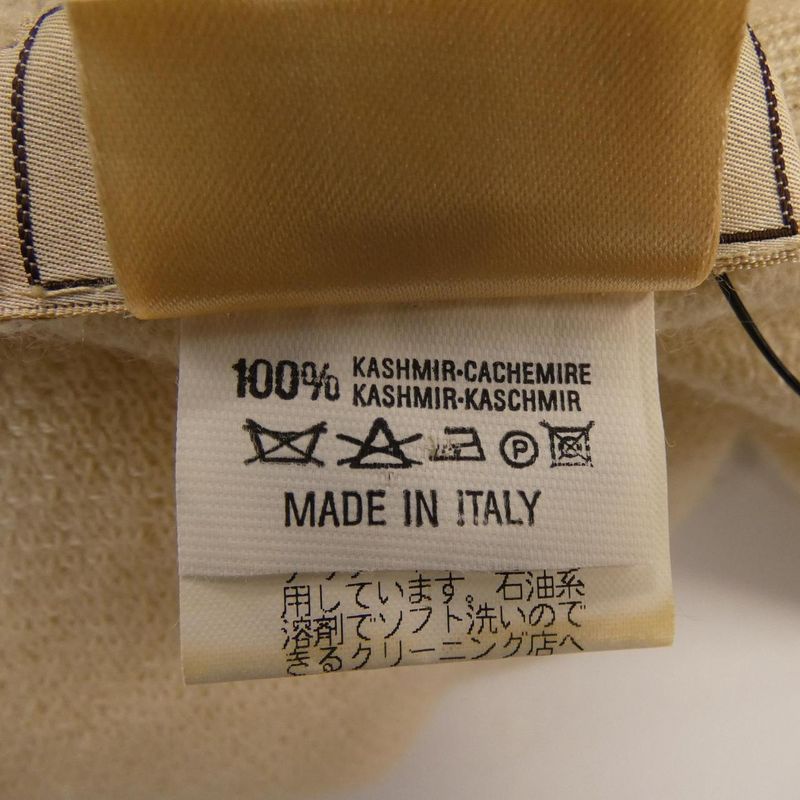 100% KASHMIR•CACHEMIRE
KASHMIR•KASCHMIR
P
MADE IN ITALY
用しています。石油系
溶剤でソフト洗いので
きるクリーニング店へ